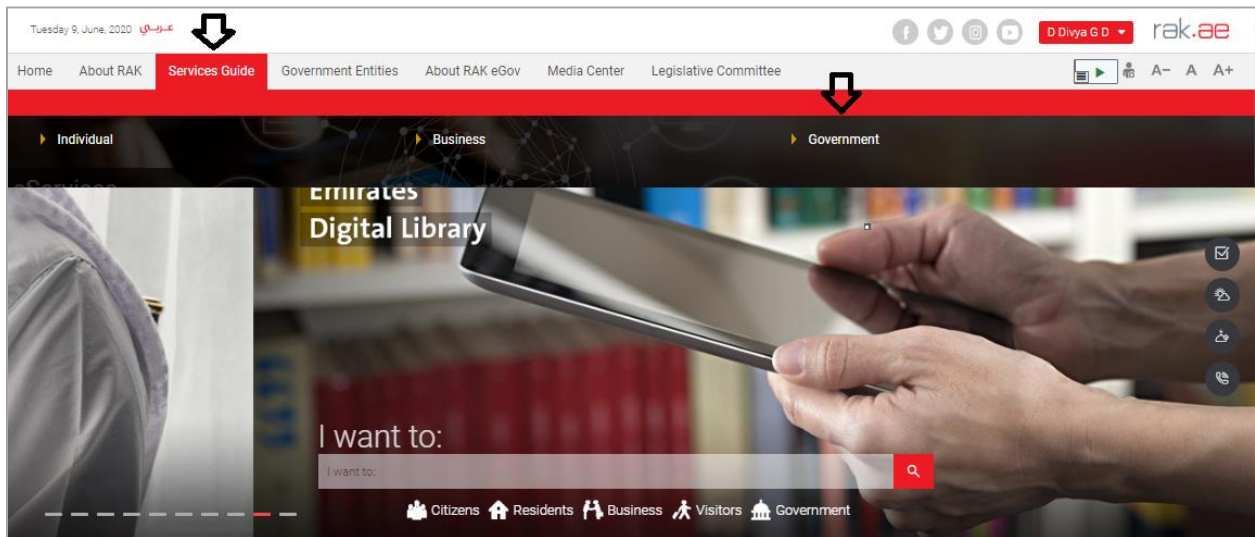 Tuesday 9, June, 2020 عربي
D Divya G D
rak.ae
Home About RAK Services Guide Government Entities About RAK eGov Media Center Legislative Committee
A- A A+
Individual Business Government
eServices
Emirates
Digital Library
I want to:
I want to:
Citizens Residents Business Visitors Government